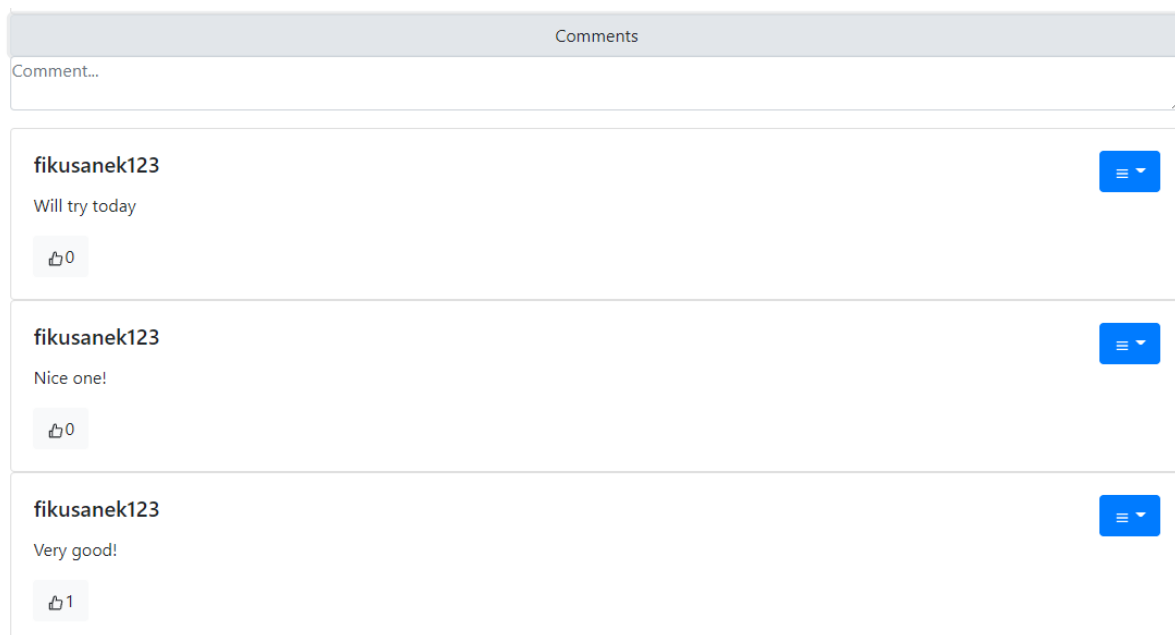 Comments
Comment...
fikusanek123
Will try today
0
fikusanek123
Nice one!
0
fikusanek123
Very good!
1